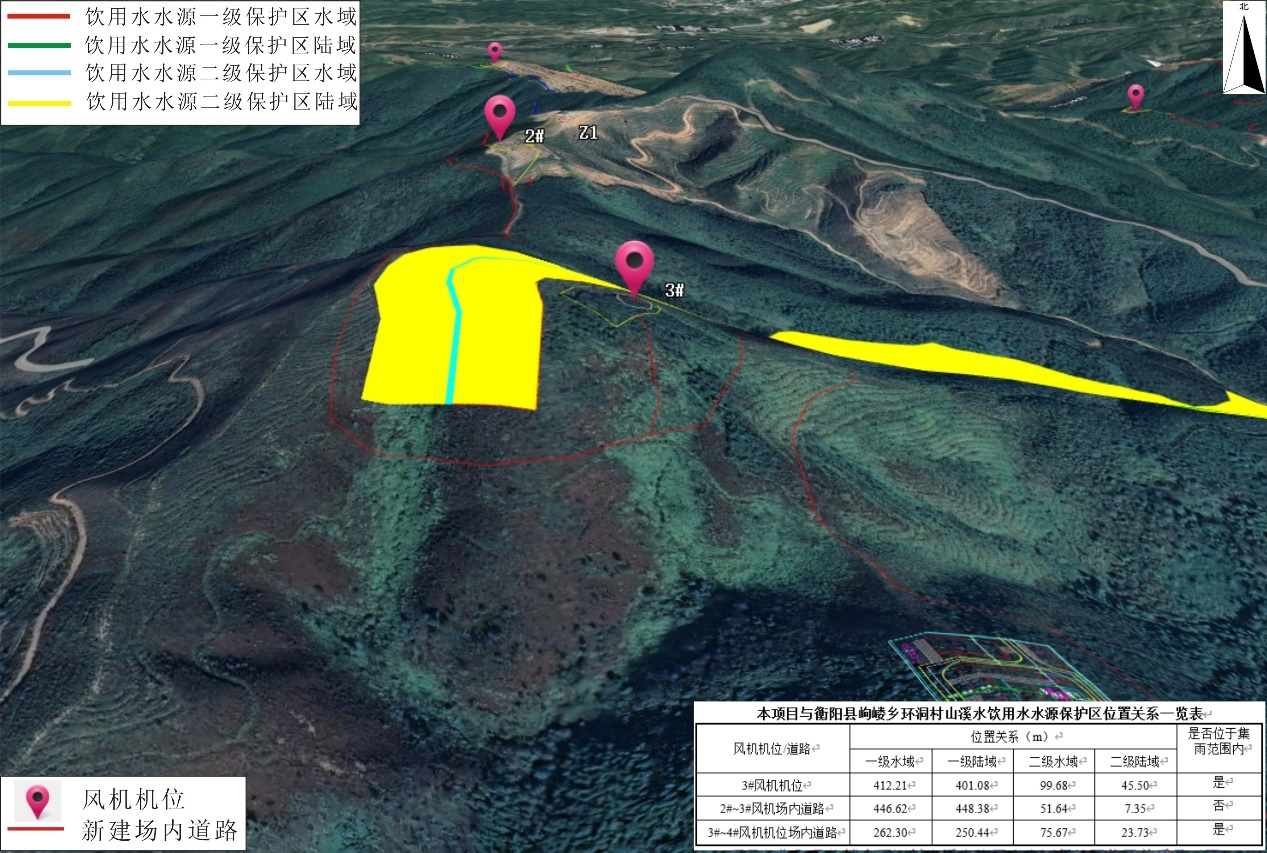 饮用水水源一级保护区水域
饮用水水源一级保护区陆域
饮用水水源二级保护区水域
饮用水水源二级保护区陆域
北
2#
Z1
3#
本项目与衡阳县岣嵝乡环洞村山溪水饮用水水源保护区位置关系一览表
风机机位/道路 位置关系（m） 是否位于集雨范围内
一级水域 一级陆域 二级水域 二级陆域
3#风机机位 412.21 401.08 99.68 45.50 是
2#~3#风机场内道路 446.62 448.38 51.64 7.35 否
3#~4#风机机位场内道路 262.30 250.44 75.67 23.73 是
风机机位
新建场内道路